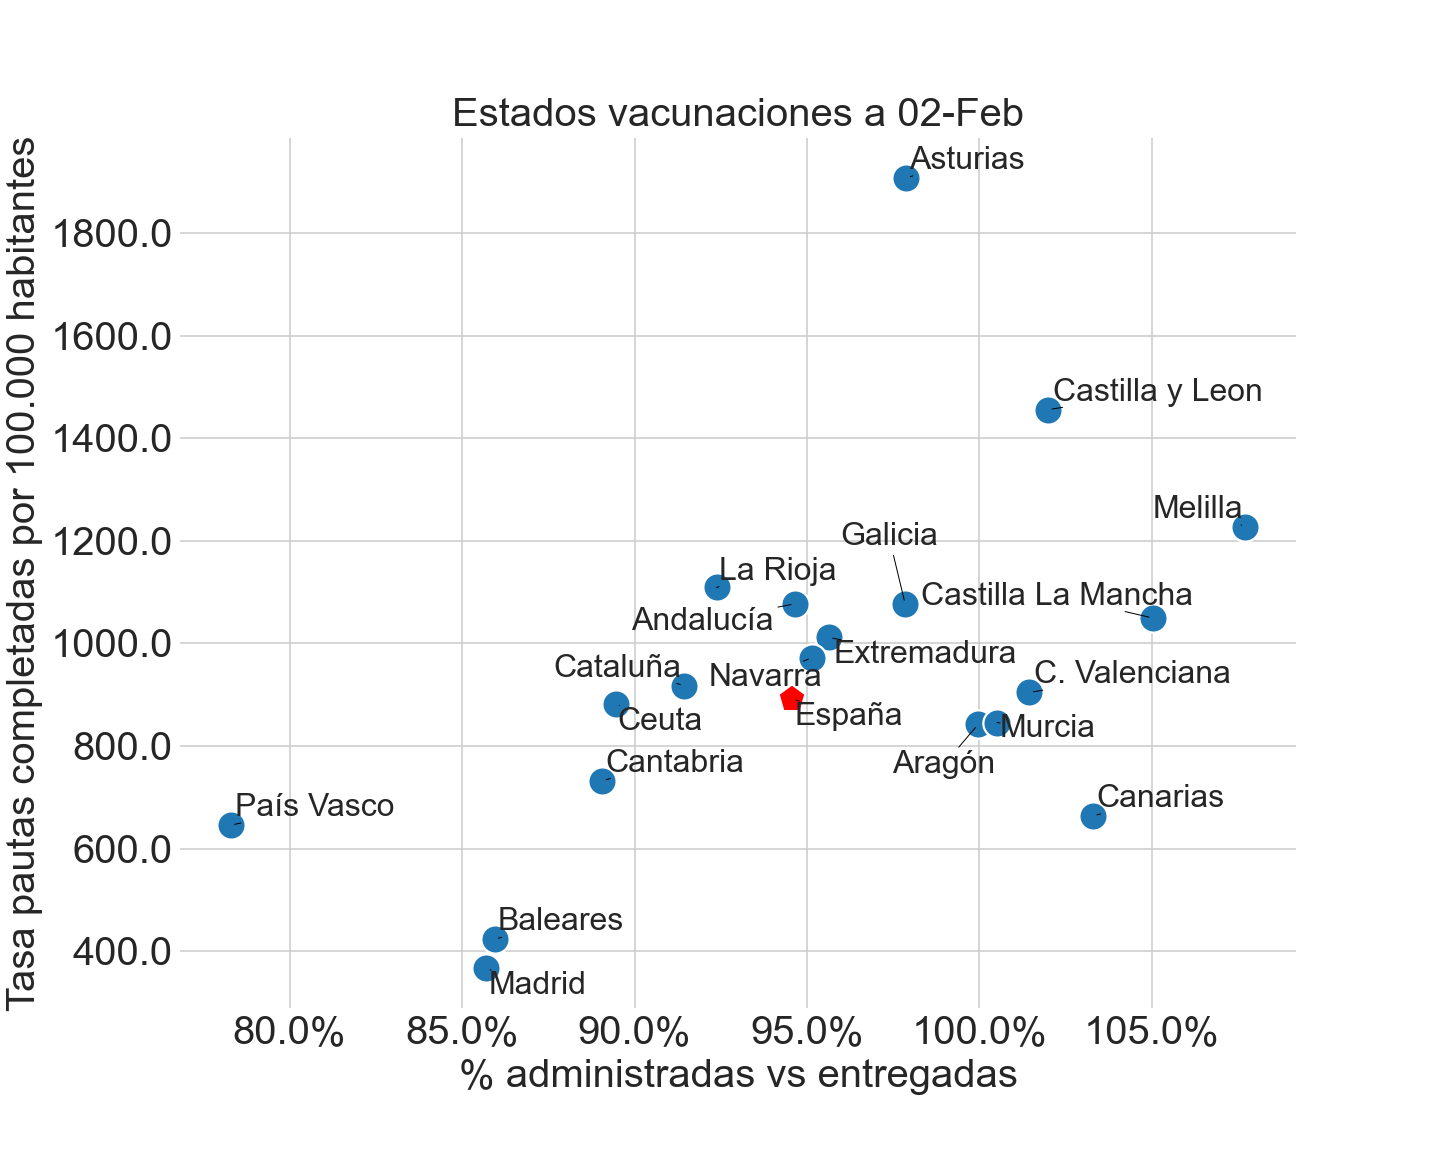 Estados vacunaciones a 02-Feb
Tasa pautas completadas por 100.000 habitantes
1800.0
1600.0
1400.0
1200.0
1000.0
800.0
600.0
400.0
Asturias
Castilla y Leon
Melilla
Galicia
La Rioja
Castilla La Mancha
Andalucía
Extremadura
Cataluña
Navarra
C. Valenciana
España
Ceuta
Murcia
Aragón
Cantabria
Canarias
País Vasco
Baleares
Madrid
80.0%
85.0%
90.0%
95.0%
100.0%
105.0%
% administradas vs entregadas